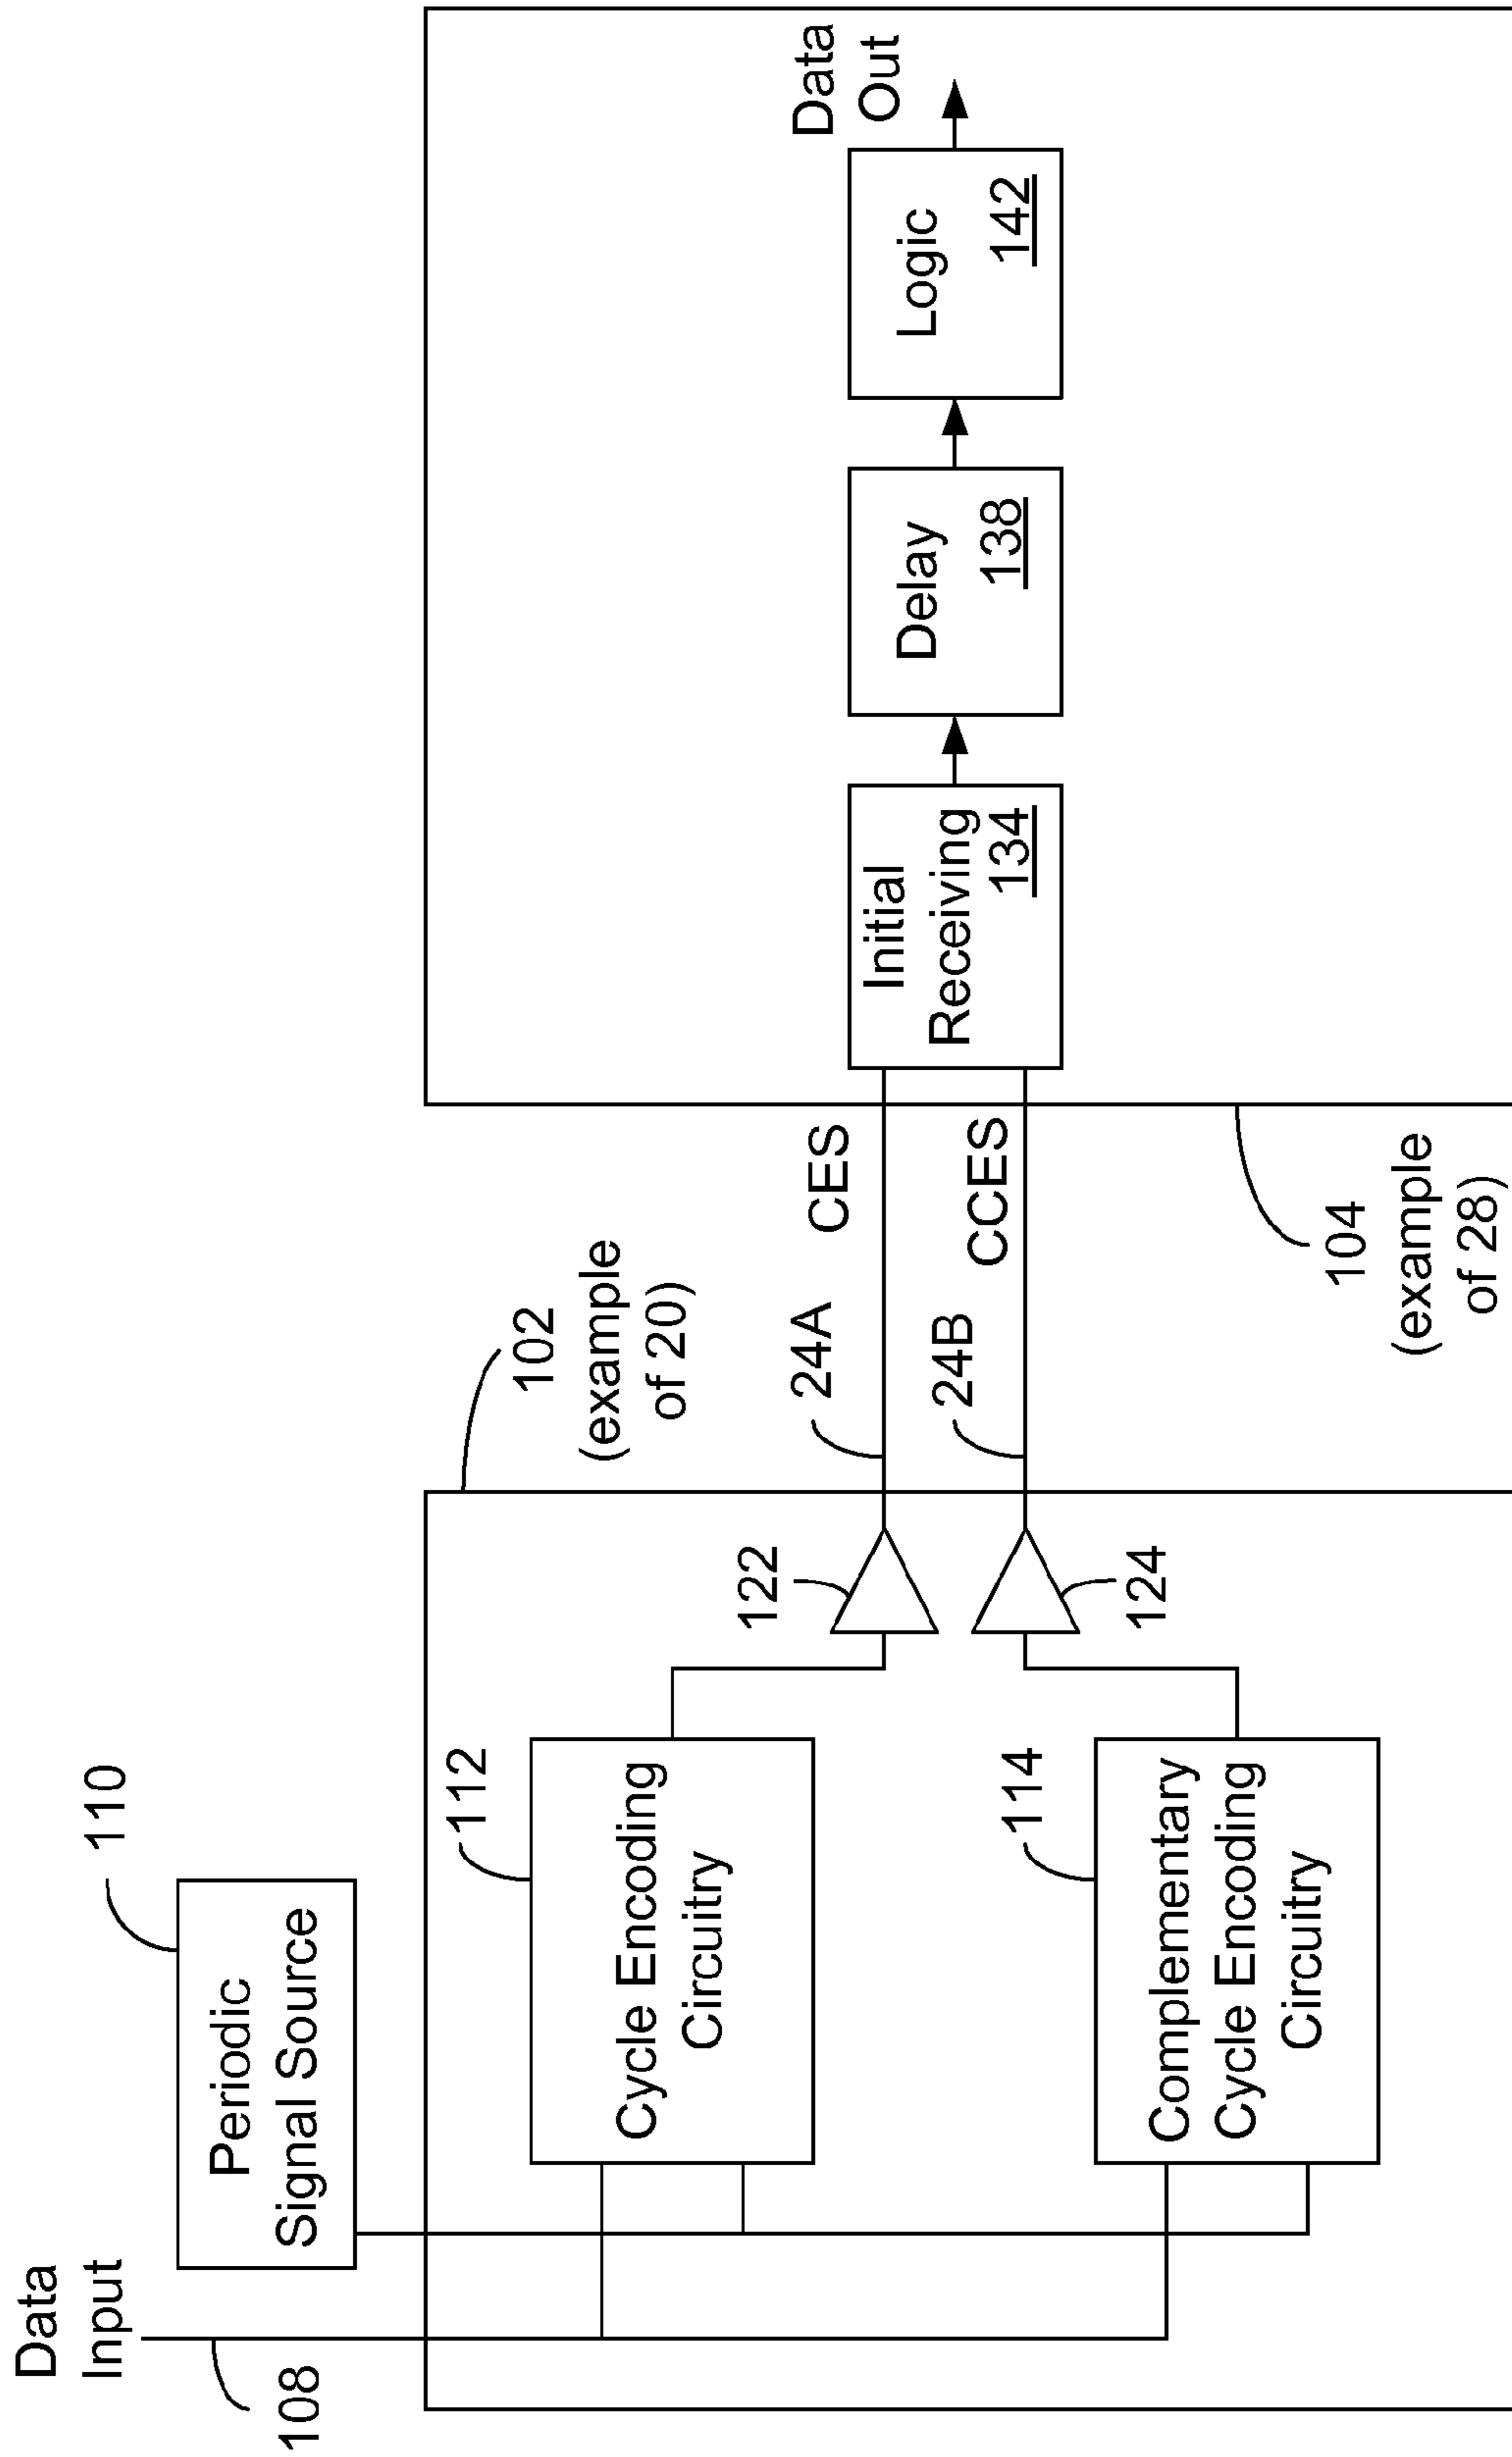 Data
Input
108
Periodic
Signal Source
110
102
(example
of 20)
112
Cycle Encoding
Circuitry
114
Complementary
Cycle Encoding
Circuitry
122
124
24A
CES
24B
CCES
104
(example
of 28)
Initial
Receiving
134
Delay
138
Logic
142
Data
Out